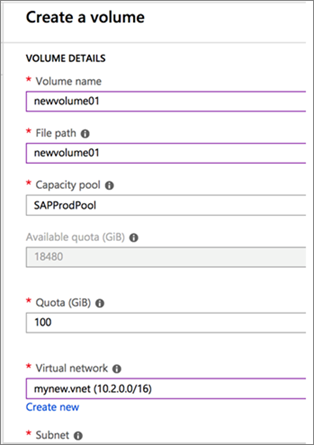 Create a volume
VOLUME DETAILS
* Volume name
newvolume01
* File path
newvolume01
* Capacity pool
SAPProdPool
Available quota (GiB)
18480
* Quota (GiB)
100
* Virtual network
mynew.vnet (10.2.0.0/16)
Create new
* Subnet